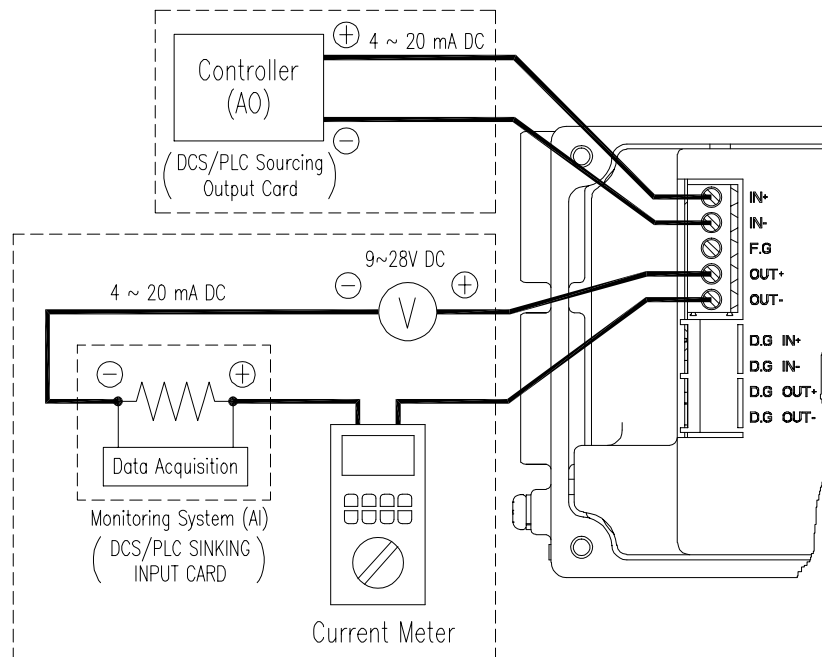 + 4 ~ 20 mA DC
Controller
(AO)
−
( DCS/PLC Sourcing
Output Card )
IN+
IN-
F.G
OUT+
OUT-
D.G IN+
D.G IN-
D.G OUT+
D.G OUT-
9~28V DC
− V +
4 ~ 20 mA DC
− +
Data Acquisition
Monitoring System (AI)
( DCS/PLC SINKING
INPUT CARD )
Current Meter